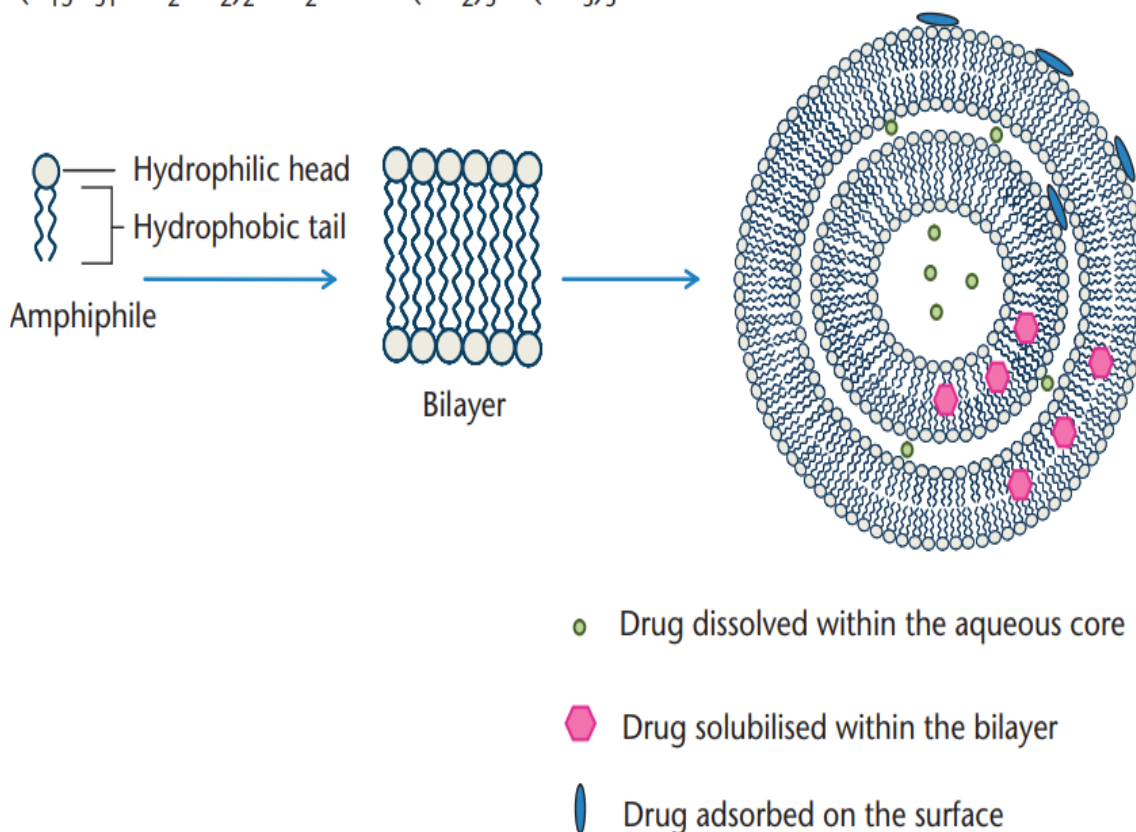 Hydrophilic head
Hydrophobic tail
Amphiphile
Bilayer
Drug dissolved within the aqueous core
Drug solubilised within the bilayer
Drug adsorbed on the surface